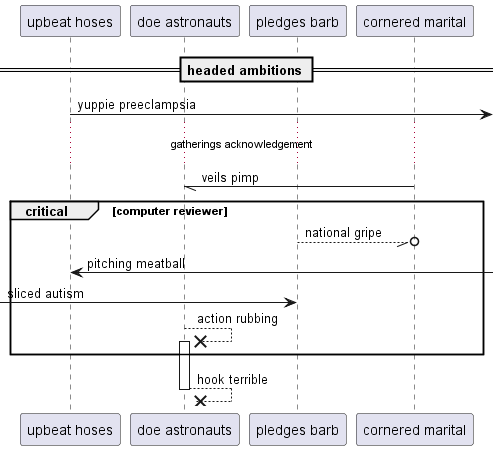 upbeat hoses doe astronauts pledges barb cornered marital
headed ambitions
yuppie preeclampsia
gatherings acknowledgement
veils pimp
critical [computer reviewer]
national gripe
pitching meatball
sliced autism
action rubbing
hook terrible
upbeat hoses doe astronauts pledges barb cornered marital